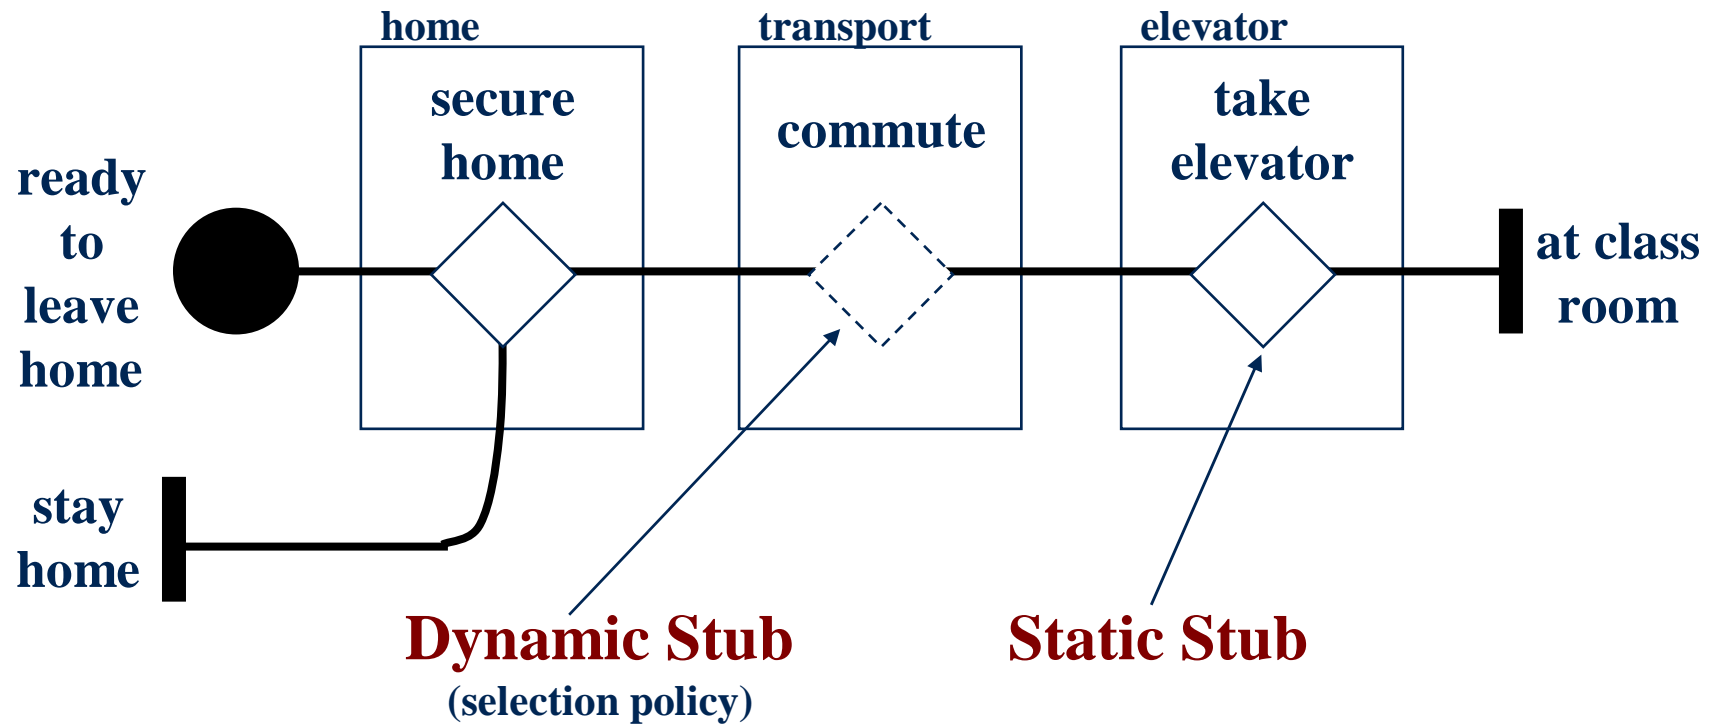 home
transport
elevator
secure
home
commute
take
elevator
ready
to
leave
home
at class
room
stay
home
Dynamic Stub
(selection policy)
Static Stub